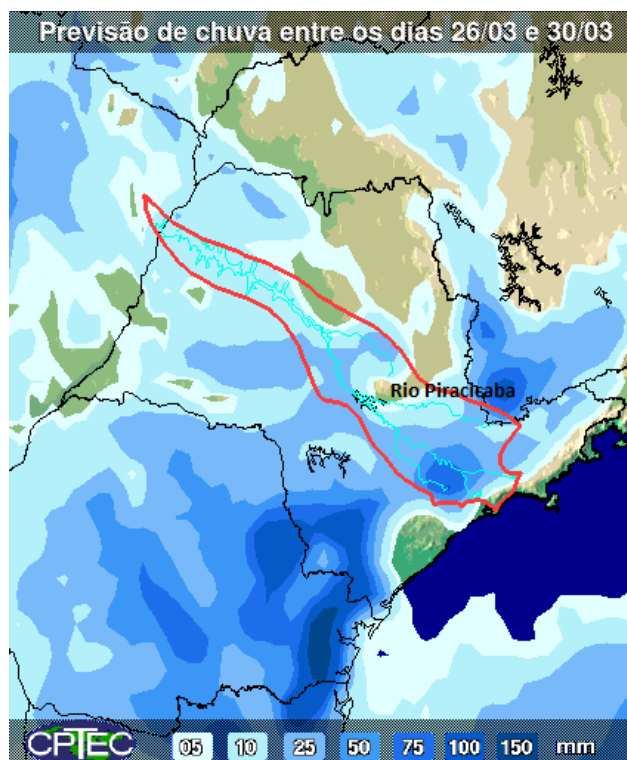 Previsão de chuva entre os dias 26/03 e 30/03
Rio Piracicaba
CPTEC 05 10 25 50 75 100 150 mm